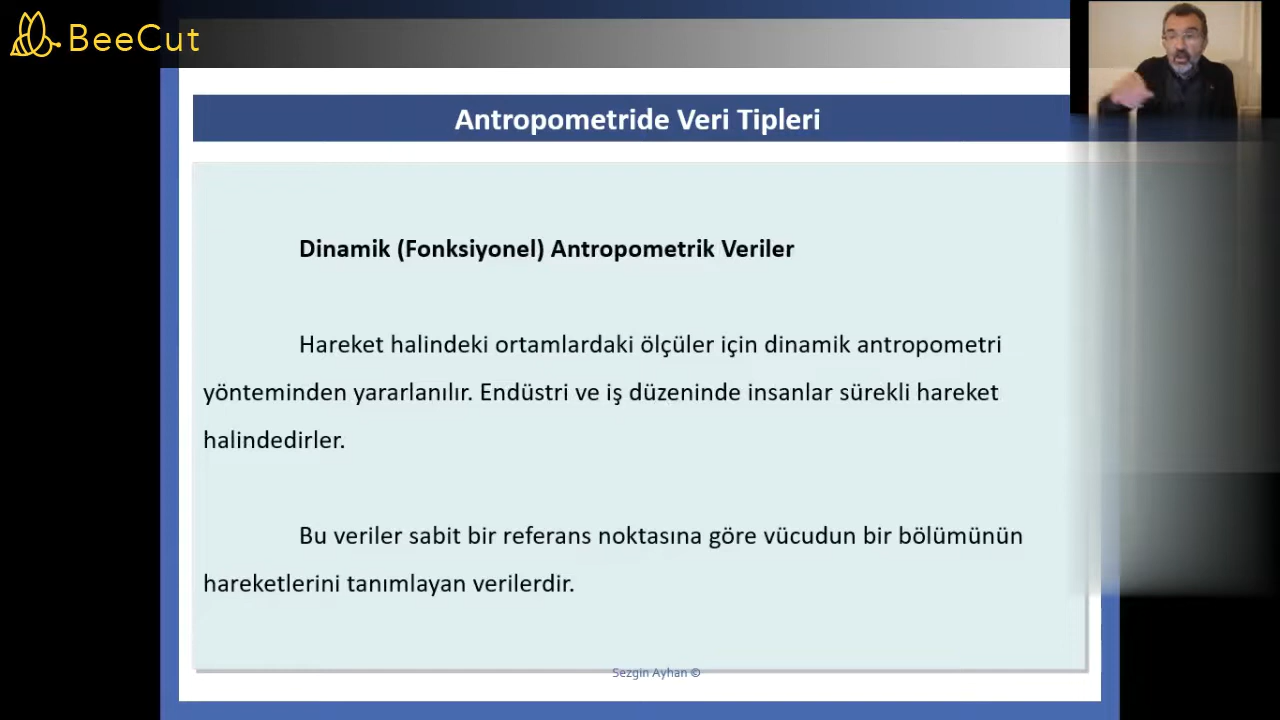 BeeCut
Antropometride Veri Tipleri
Dinamik (Fonksiyonel) Antropometrik Veriler
Hareket halindeki ortamlardaki ölçüler için dinamik antropometri
yönteminden yararlanılır. Endüstri ve iş düzeninde insanlar sürekli hareket
halindedirler.
Bu veriler sabit bir referans noktasına göre vücudun bir bölümünün
hareketlerini tanımlayan verilerdir.
Sezgin Ayhan ©